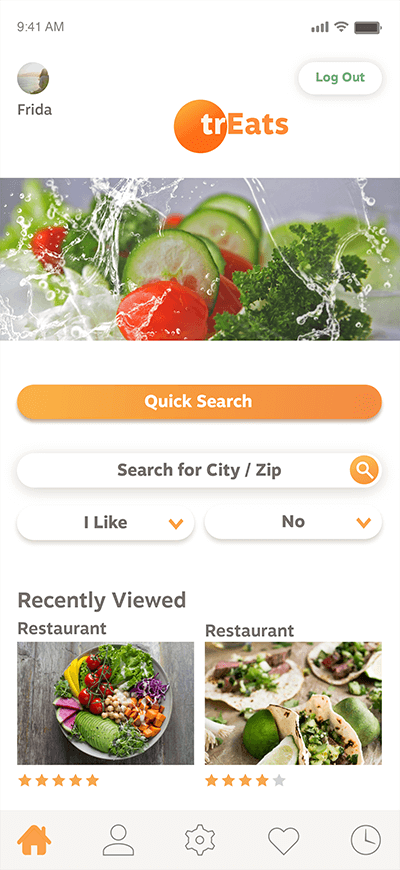 9:41 AM
Log Out
Frida
trEats
Quick Search
Search for City / Zip
I Like
No
Recently Viewed
Restaurant
Restaurant